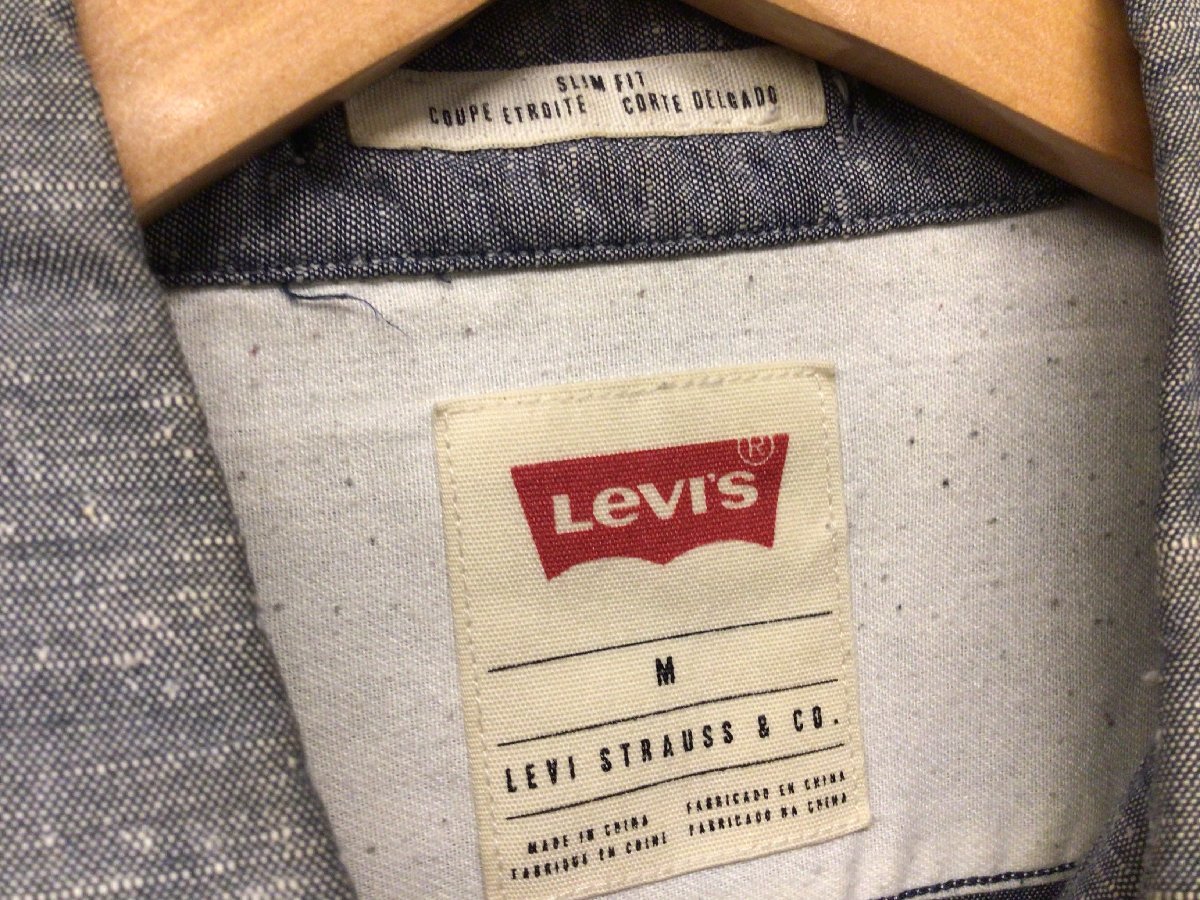 SLIM FIT
COUPE ETROITE CORTE DELGADO
LEVI'S®
M
LEVI STRAUSS & CO.
MADE IN CHINA FABRICADO EN CHINA
FABRIQUE EN CHINE FABRICADO NA CHINA